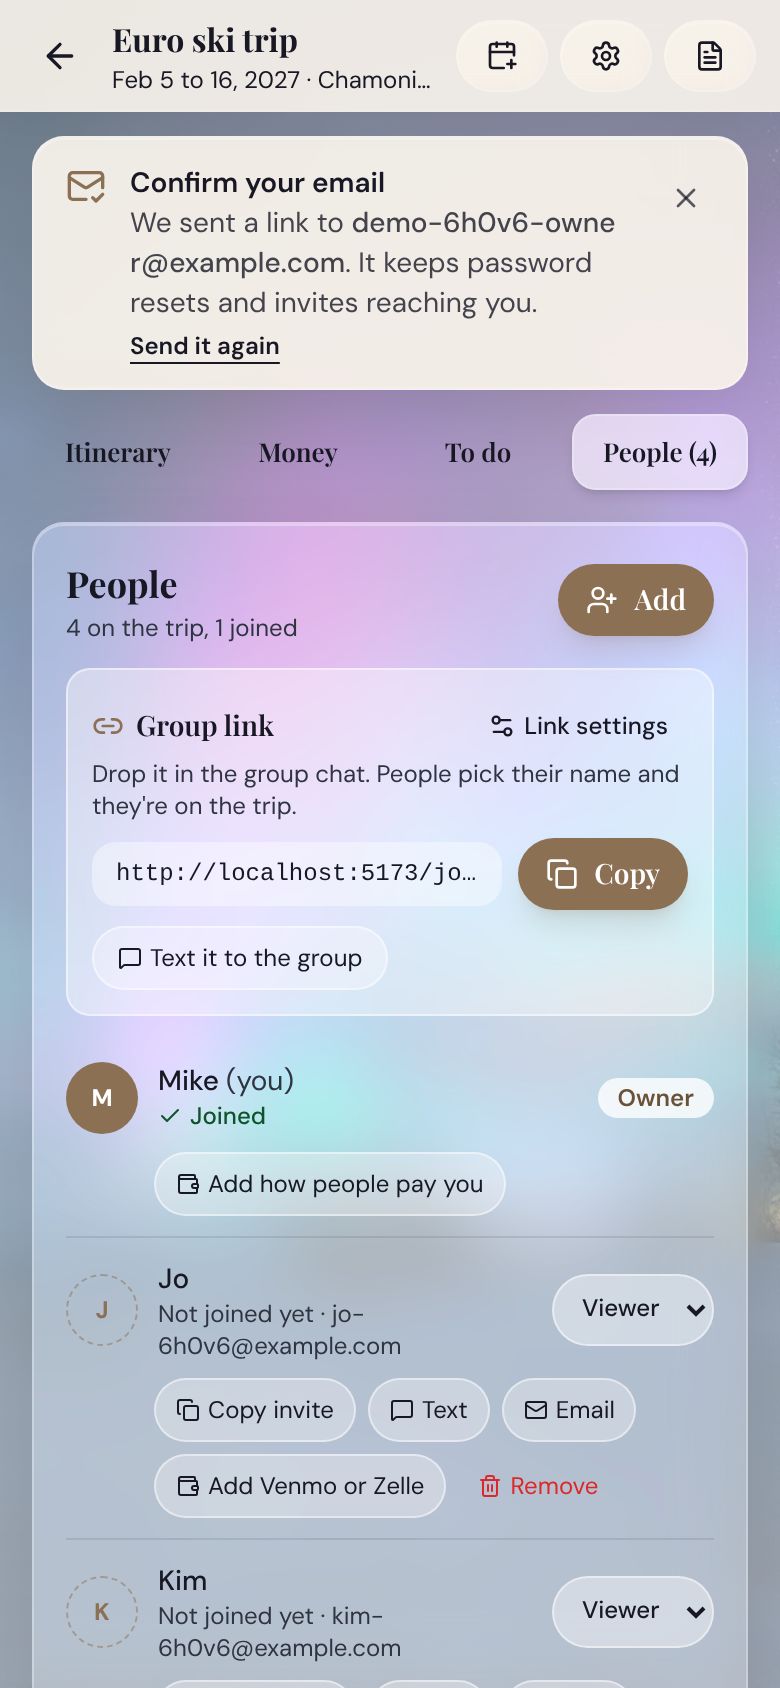 Euro ski trip
Feb 5 to 16, 2027 · Chamoni...
Confirm your email
We sent a link to demo-6h0v6-owne
r@example.com. It keeps password
resets and invites reaching you.
Send it again
Itinerary
Money
To do
People (4)
People
4 on the trip, 1 joined
Add
Group link
Link settings
Drop it in the group chat. People pick their name and
they're on the trip.
http://localhost:5173/jo...
Copy
Text it to the group
M
Mike (you)
Joined
Owner
Add how people pay you
J
Jo
Not joined yet · jo-
6h0v6@example.com
Viewer
Copy invite
Text
Email
Add Venmo or Zelle
Remove
K
Kim
Not joined yet · kim-
6h0v6@example.com
Viewer